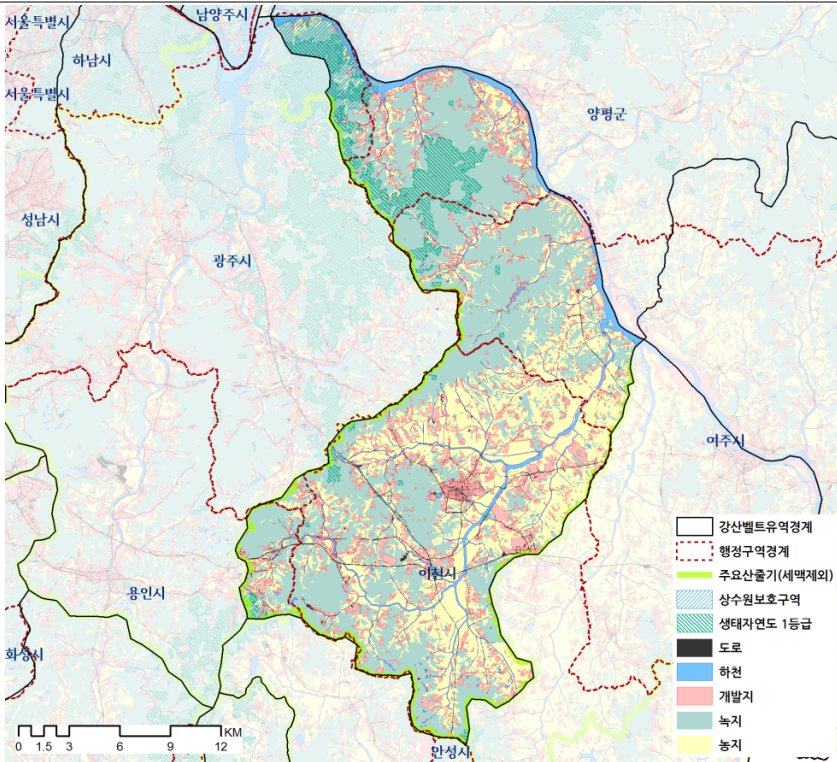 남양주시
서울특별시
하남시
서울특별시
양평군
성남시
광주시
여주시
이천시
용인시
화성시
안성시
강산벨트유역경계
행정구역경계
주요산줄기(세맥제외)
상수원보호구역
생태자연도 1등급
도로
하천
개발지
녹지
농지
KM
0 1.5 3 6 9 12